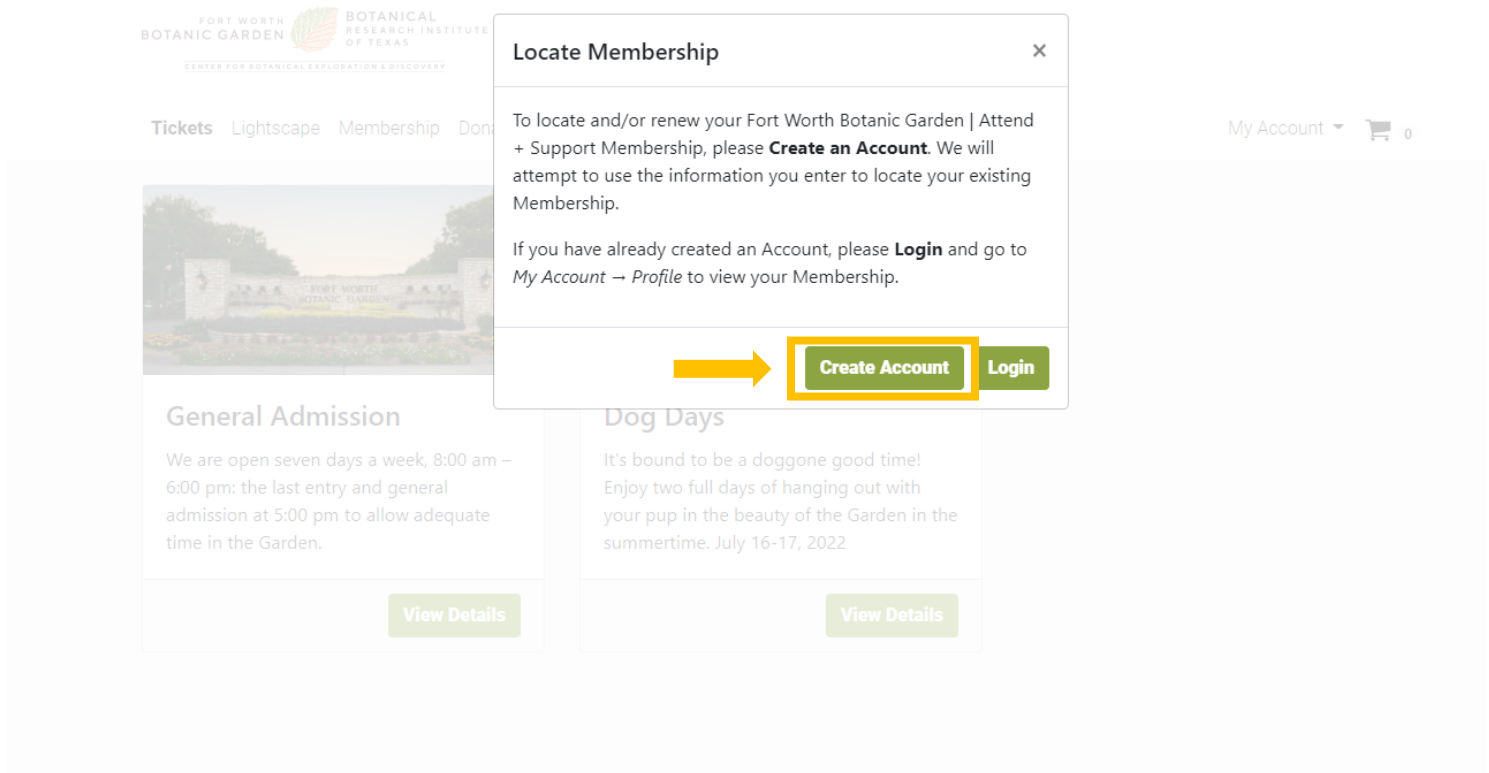 FORT WORTH
BOTANIC GARDEN
BOTANICAL
RESEARCH INSTITUTE
OF TEXAS
CENTER FOR BOTANICAL EXPLORATION & DISCOVERY
Locate Membership ×
Tickets Lightscape Membership Dona
My Account 0
To locate and/or renew your Fort Worth Botanic Garden | Attend
+ Support Membership, please Create an Account. We will
attempt to use the information you enter to locate your existing
Membership.
If you have already created an Account, please Login and go to
My Account → Profile to view your Membership.
Create Account Login
FORT WORTH
BOTANIC GARDEN
General Admission
We are open seven days a week, 8:00 am –
6:00 pm: the last entry and general
admission at 5:00 pm to allow adequate
time in the Garden.
View Details
Dog Days
It's bound to be a doggone good time!
Enjoy two full days of hanging out with
your pup in the beauty of the Garden in the
summertime. July 16-17, 2022
View Details